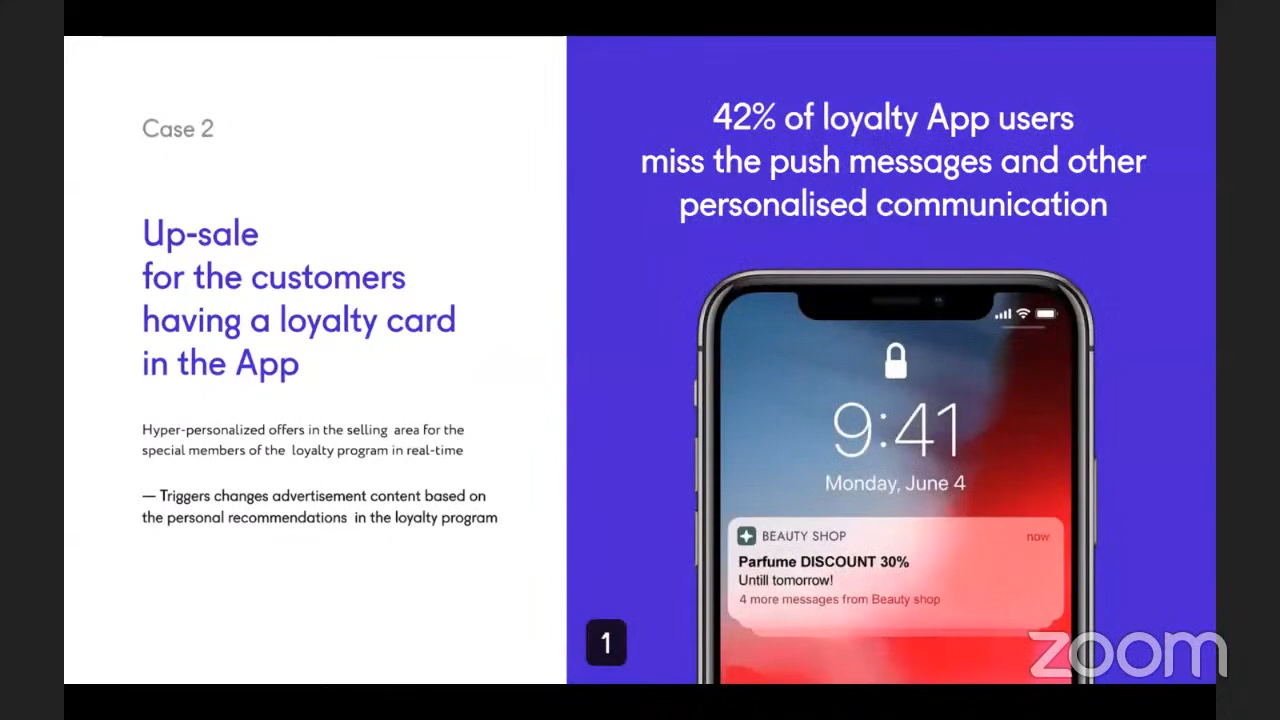 Case 2
Up-sale
for the customers
having a loyalty card
in the App
Hyper-personalized offers in the selling area for the
special members of the loyalty program in real-time
— Triggers changes advertisement content based on
the personal recommendations in the loyalty program
42% of loyalty App users
miss the push messages and other
personalised communication
9:41
Monday, June 4
BEAUTY SHOP
now
Parfume DISCOUNT 30%
Untill tomorrow!
4 more messages from Beauty shop
1
zoom